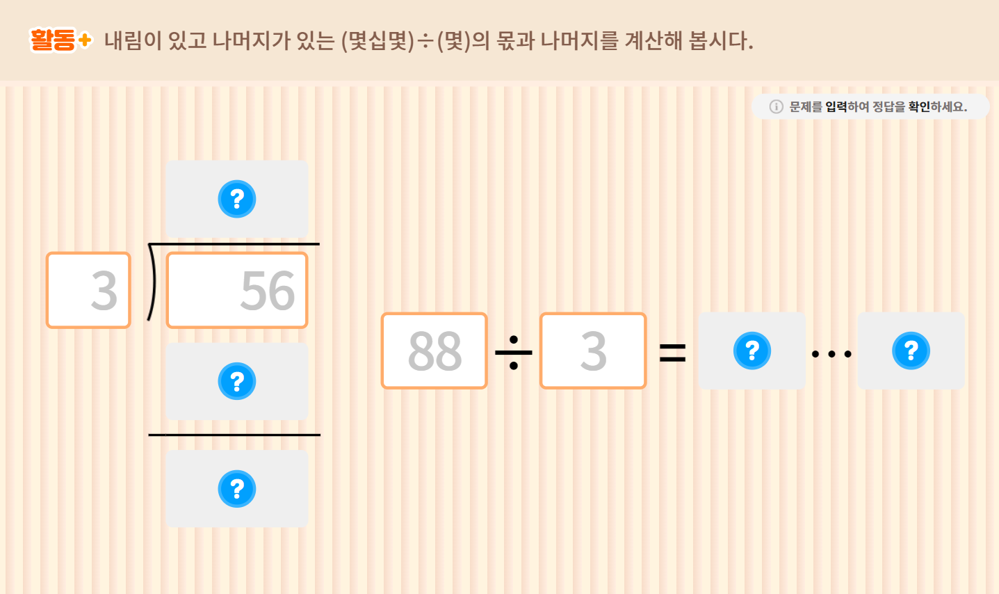 활동+ 내림이 있고 나머지가 있는 (몇십몇)÷(몇)의 몫과 나머지를 계산해 봅시다.
문제를 입력하여 정답을 확인하세요.
?
3 56
?
?
88 ÷ 3 = ? ··· ?